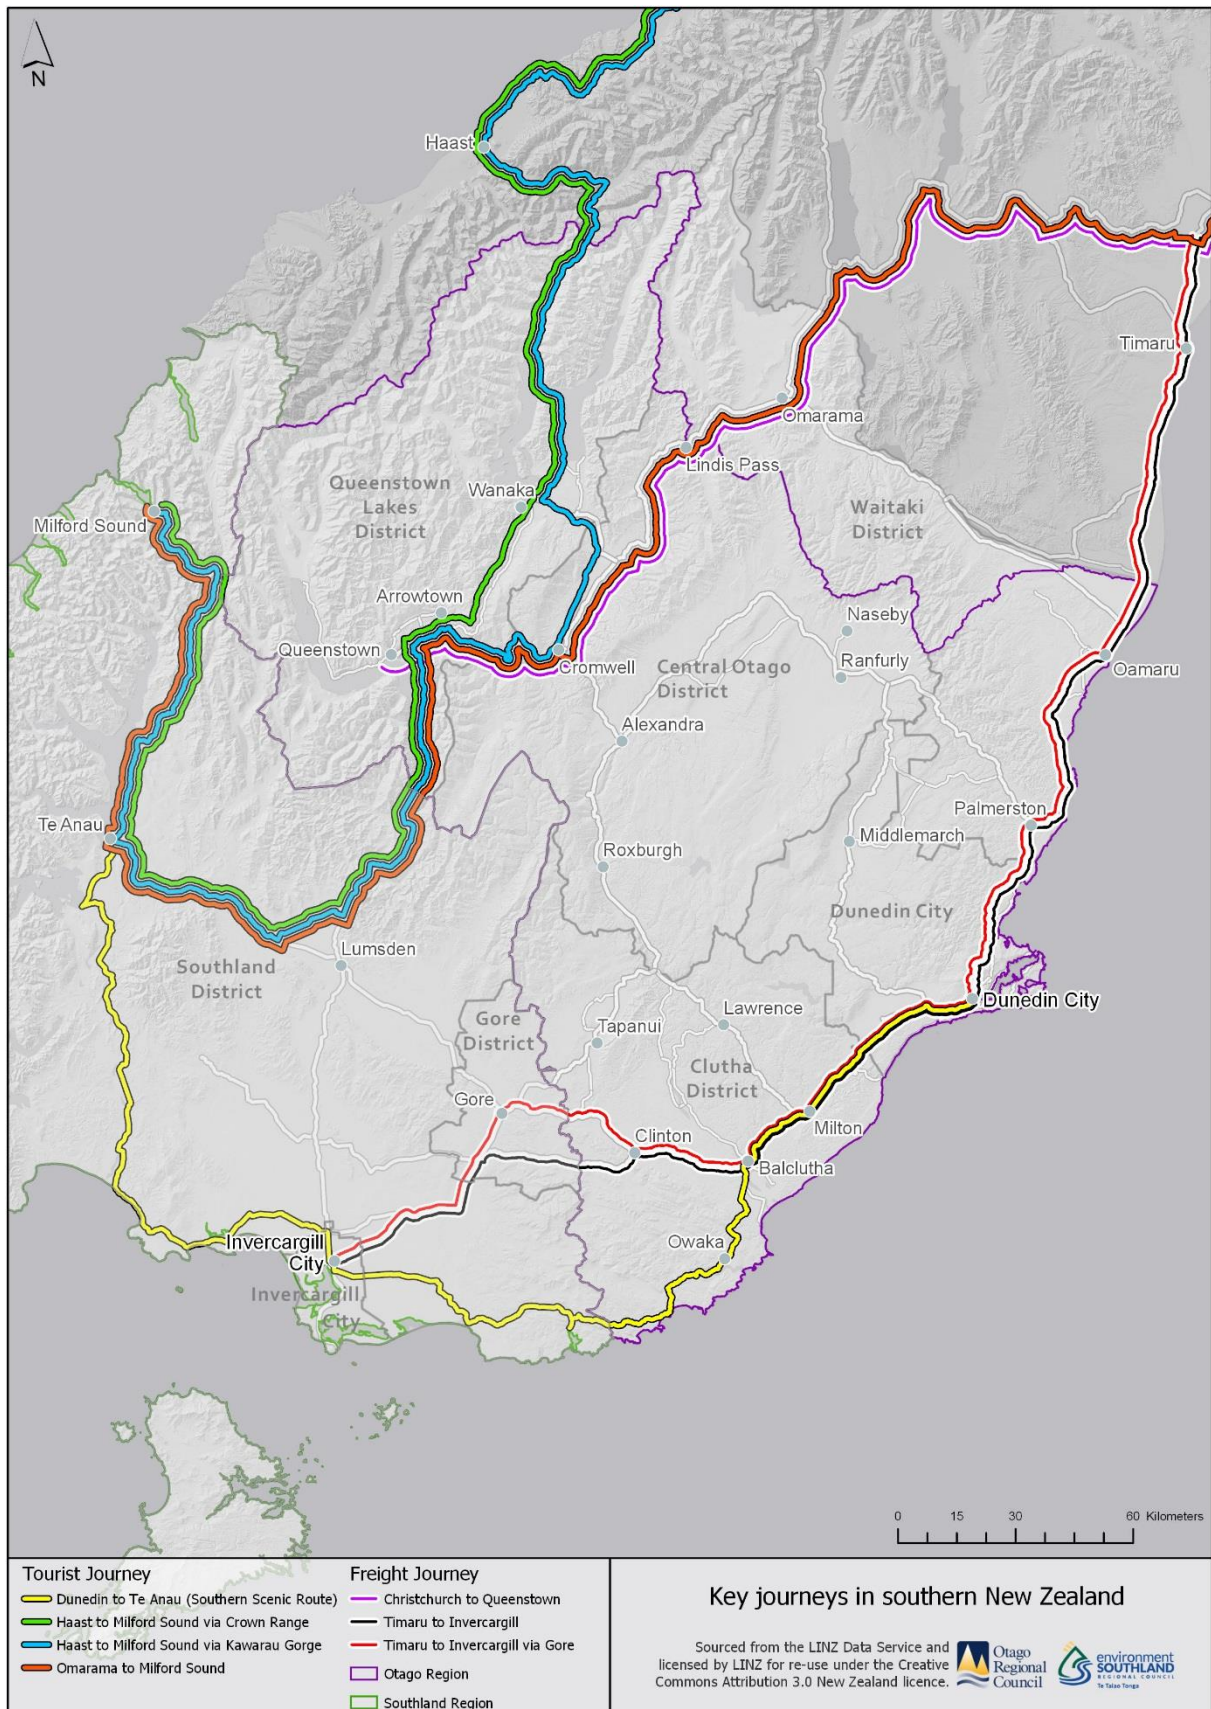 N
Haast
Timaru
Omarama
Lindis Pass
Queenstown
Lakes
District
Wanaka
Waitaki
District
Milford Sound
Arrowtown
Naseby
Queenstown
Cromwell
Central Otago
District
Ranfurly
Oamaru
Alexandra
Te Anau
Palmerston
Middlemarch
Roxburgh
Dunedin City
Lumsden
Southland
District
Dunedin City
Gore
District
Tapanui
Lawrence
Clutha
District
Gore
Milton
Clinton
Balclutha
Owaka
Invercargill
City
Invercargill
City
0 15 30 60 Kilometers
Tourist Journey
Dunedin to Te Anau (Southern Scenic Route)
Haast to Milford Sound via Crown Range
Haast to Milford Sound via Kawarau Gorge
Omarama to Milford Sound
Freight Journey
Christchurch to Queenstown
Timaru to Invercargill
Timaru to Invercargill via Gore
Otago Region
Southland Region
Key journeys in southern New Zealand
Sourced from the LINZ Data Service and
licensed by LINZ for re-use under the Creative
Commons Attribution 3.0 New Zealand licence.
Otago
Regional
Council
environment
SOUTHLAND
REGIONAL COUNCIL
Te Taiao Tonga